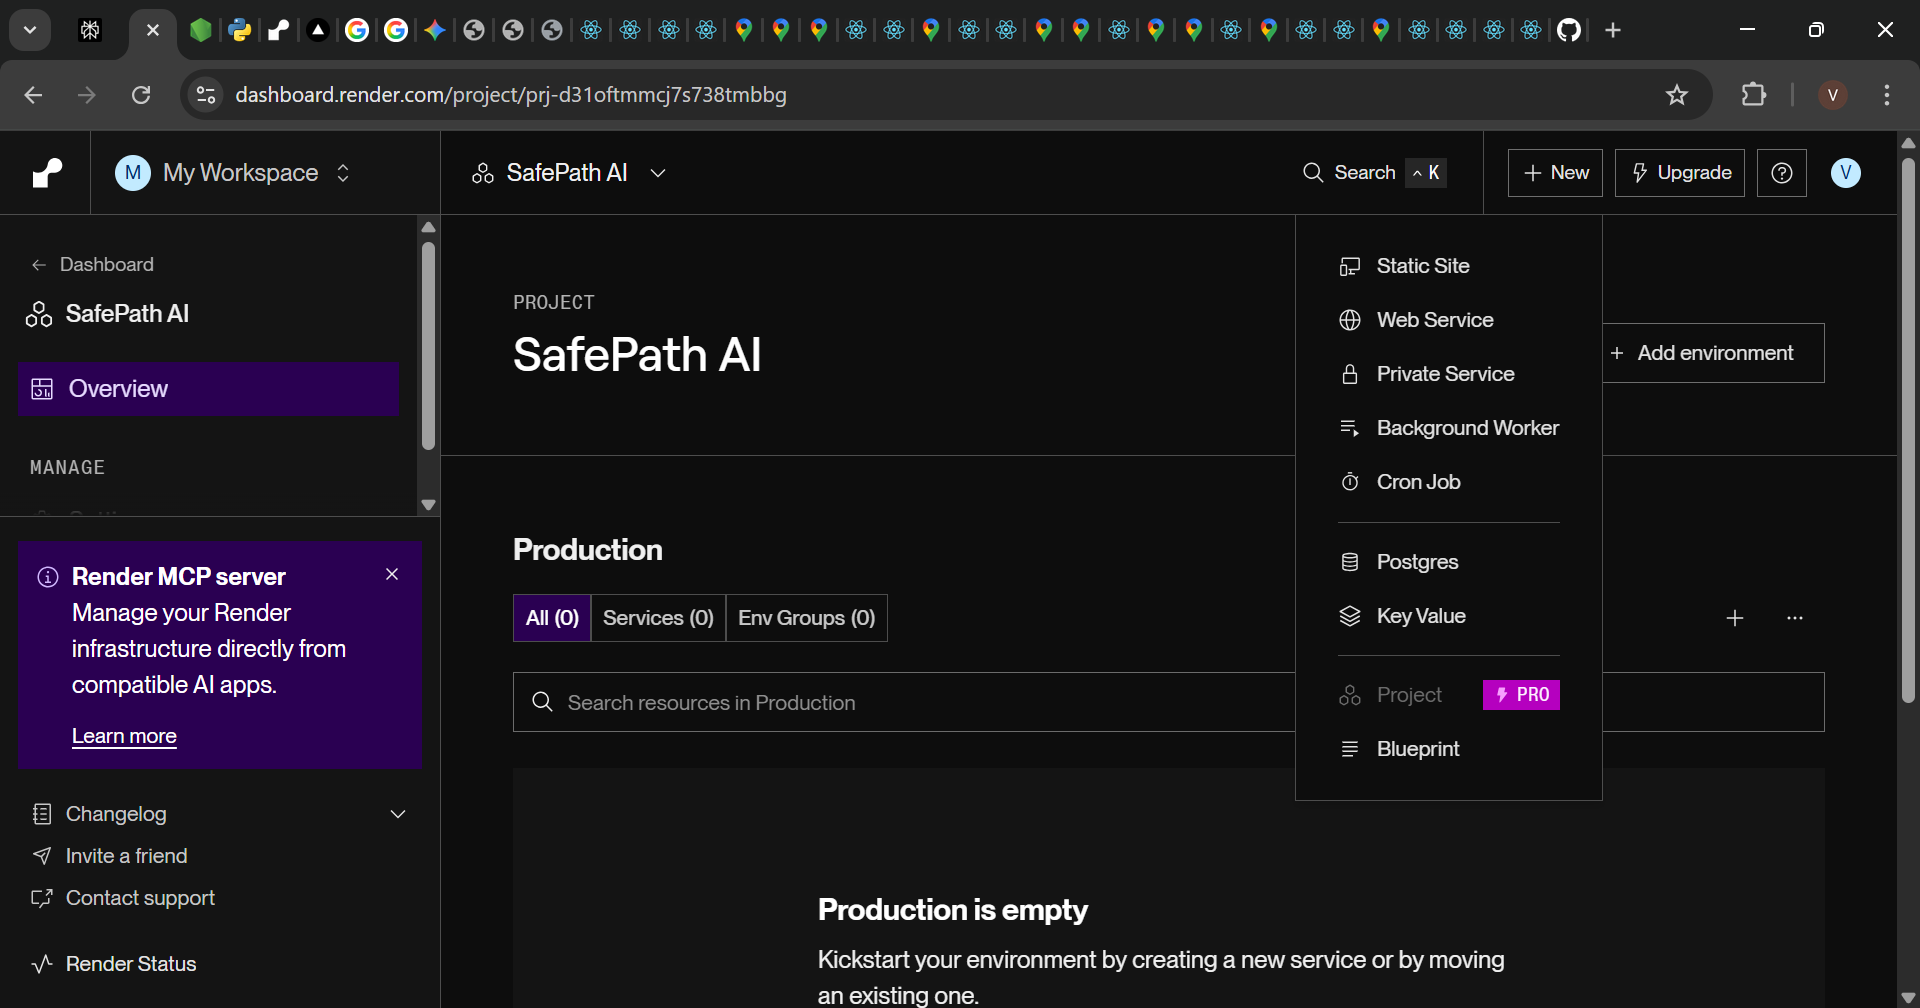 dashboard.render.com/project/prj-d31oftmmcj7s738tmbbg
V
M My Workspace
SafePath AI
Search ^ K
+ New
Upgrade
V
← Dashboard
SafePath AI
Overview
MANAGE
Render MCP server
Manage your Render
infrastructure directly from
compatible AI apps.
Learn more
Changelog
Invite a friend
Contact support
Render Status
PROJECT
SafePath AI
+ Add environment
Static Site
Web Service
Private Service
Background Worker
Cron Job
Postgres
Key Value
Project PRO
Blueprint
Production
All (0) Services (0) Env Groups (0)
Search resources in Production
Production is empty
Kickstart your environment by creating a new service or by moving
an existing one.